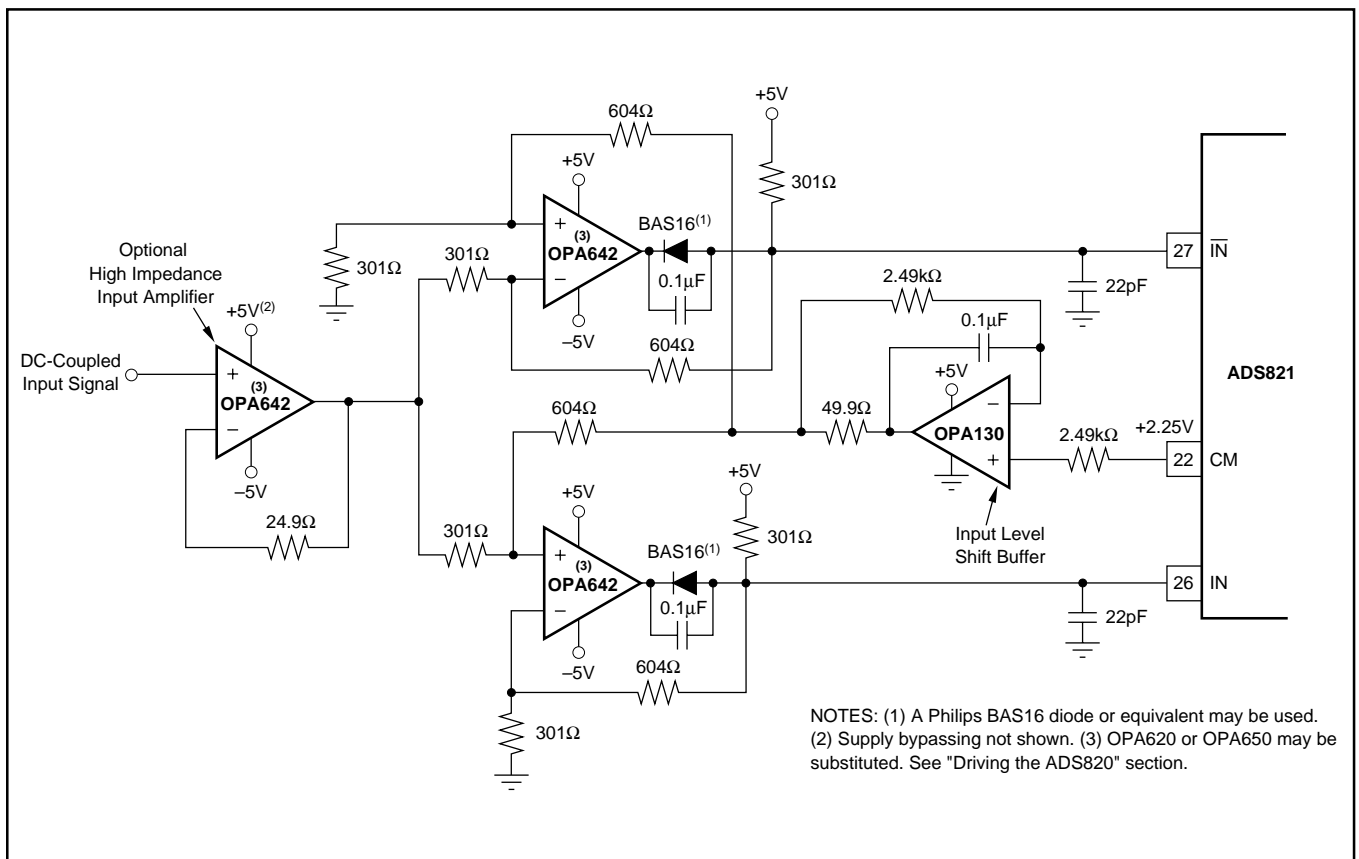 +5V
604Ω
+5V
301Ω
BAS16(1)
+
(3)
OPA642
–
–5V
0.1µF
27
IN
22pF
Optional
High Impedance
Input Amplifier
301Ω
301Ω
2.49kΩ
0.1µF
+5V(2)
604Ω
DC-Coupled
Input Signal
+
(3)
OPA642
–
–5V
+5V
–
OPA130
+
ADS821
604Ω
49.9Ω
+2.25V
2.49kΩ
22
CM
24.9Ω
301Ω
+5V
+5V
301Ω
BAS16(1)
Input Level
Shift Buffer
+
(3)
OPA642
–
–5V
0.1µF
26
IN
22pF
604Ω
301Ω
NOTES: (1) A Philips BAS16 diode or equivalent may be used.
(2) Supply bypassing not shown. (3) OPA620 or OPA650 may be
substituted. See "Driving the ADS820" section.